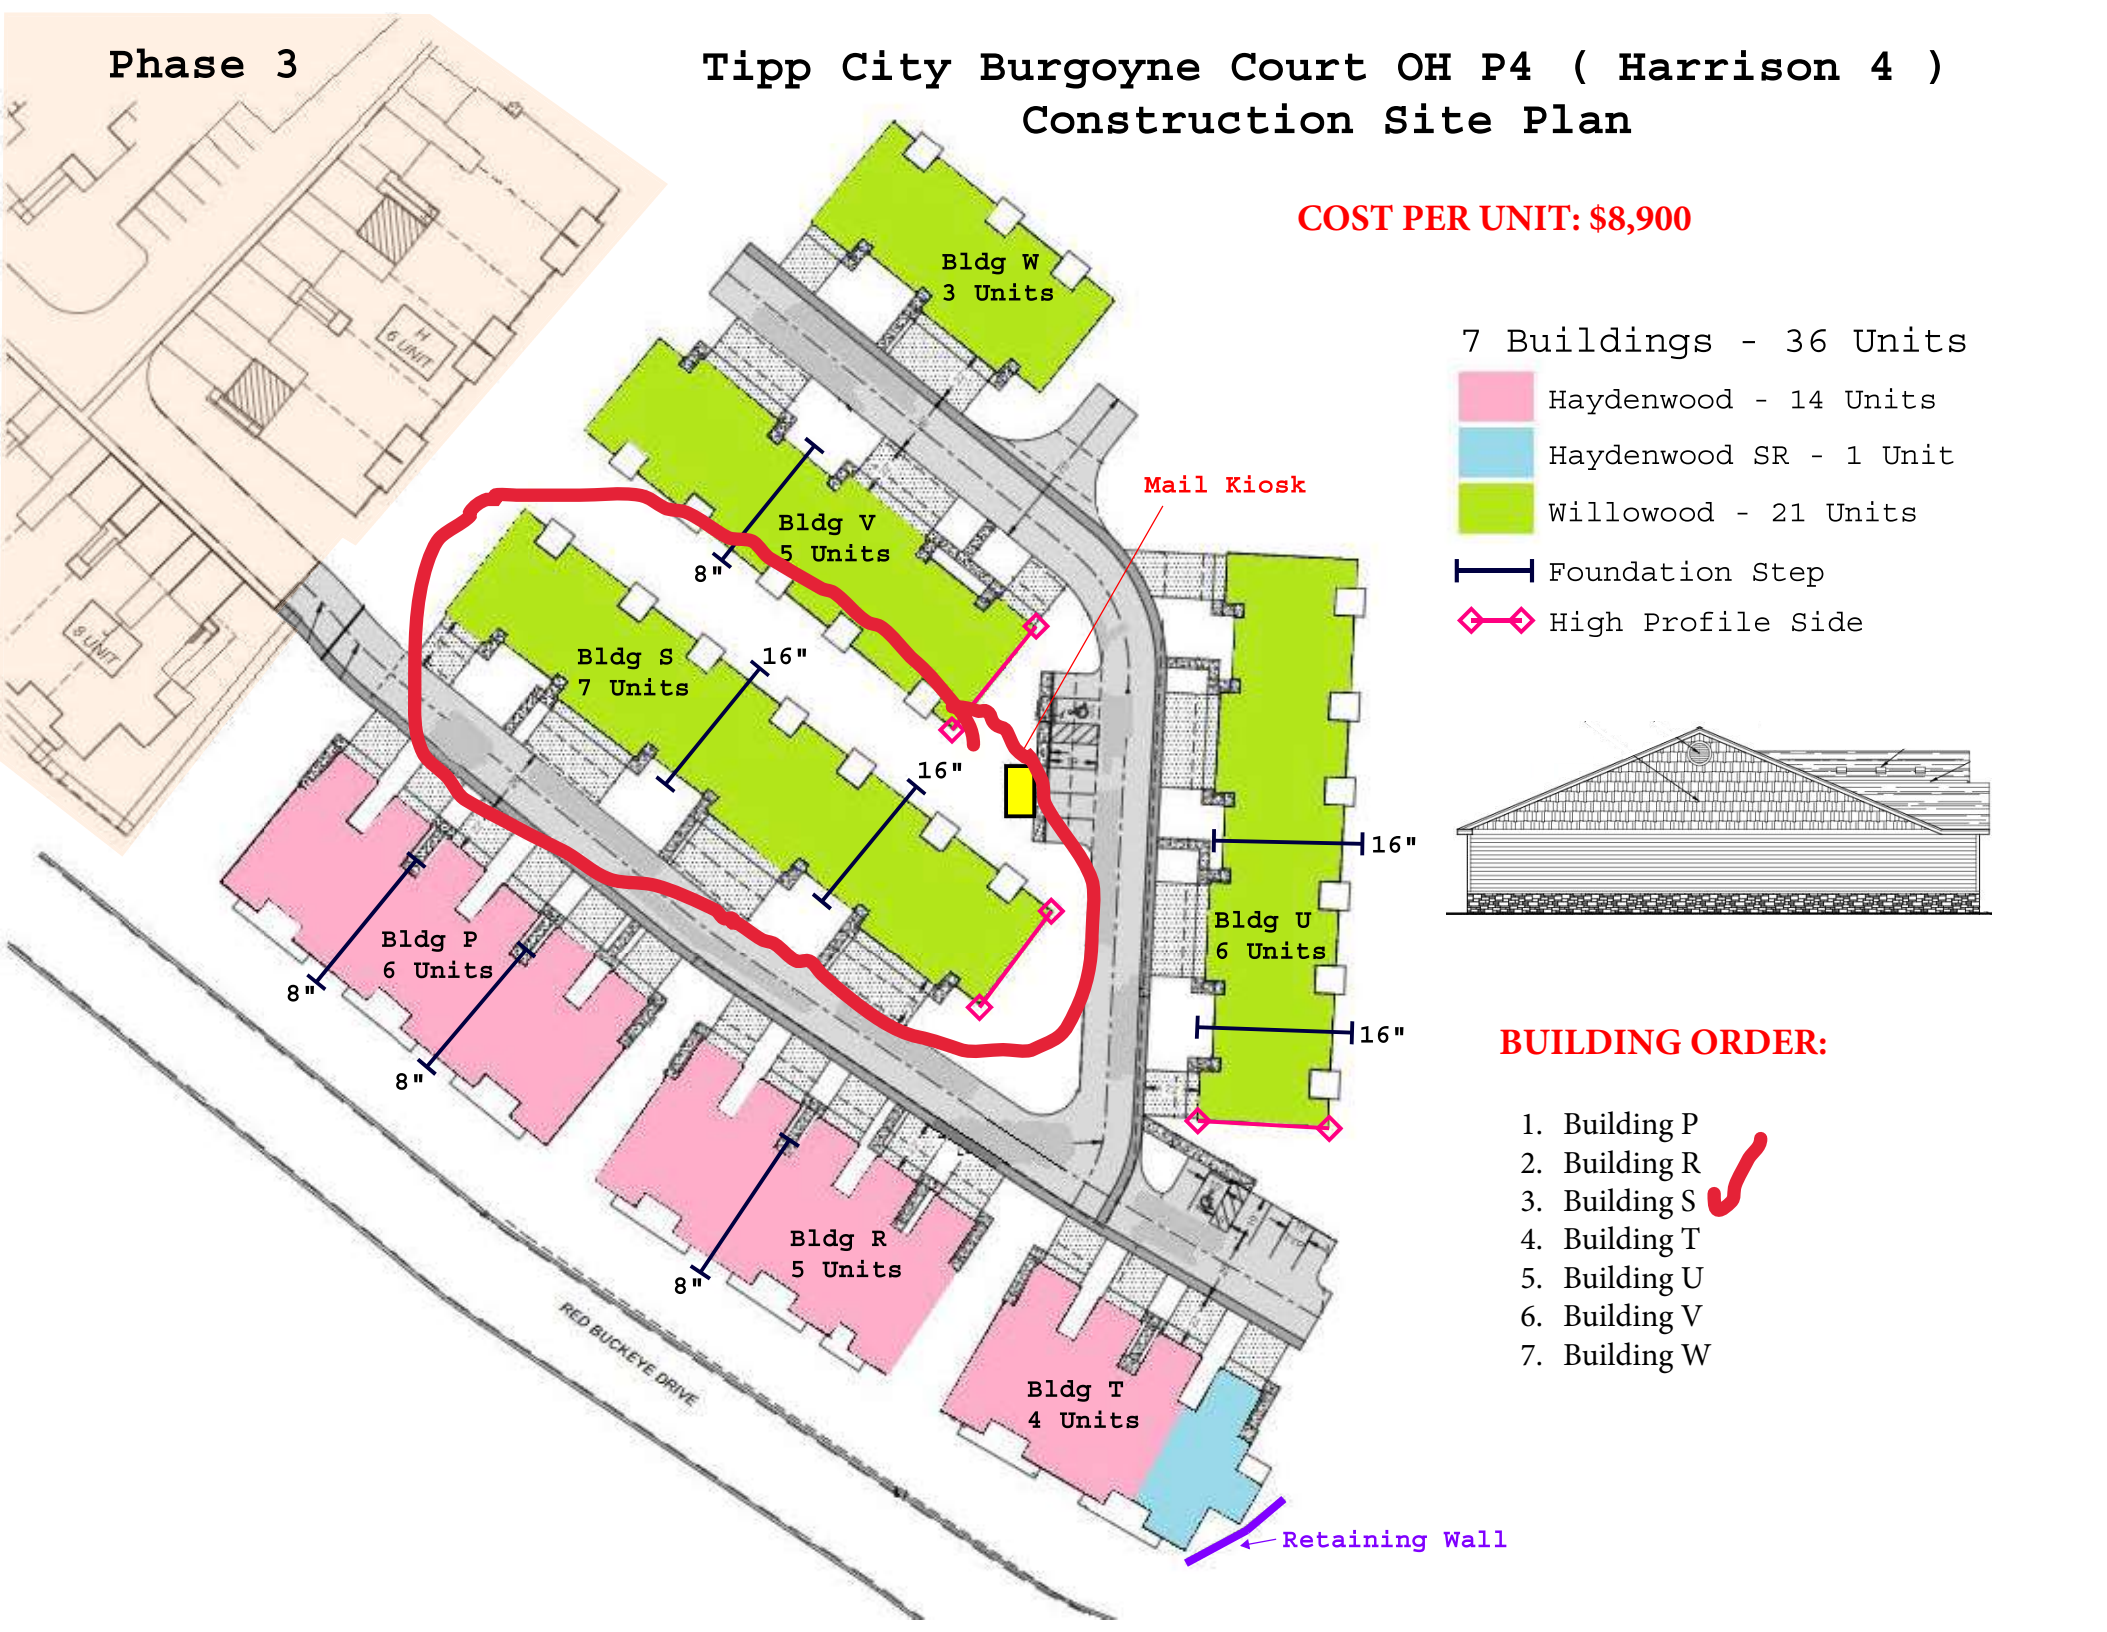 Phase 3
Tipp City Burgoyne Court OH P4 ( Harrison 4 )
Construction Site Plan
COST PER UNIT: $8,900
7 Buildings - 36 Units
Haydenwood - 14 Units
Haydenwood SR - 1 Unit
Willowood - 21 Units
Foundation Step
High Profile Side
Bldg W
3 Units
H
6 UNIT
Mail Kiosk
Bldg V
5 Units
8"
8 UNIT
Bldg S
7 Units
16"
16"
16"
Bldg U
6 Units
16"
Bldg P
6 Units
8"
8"
Bldg R
5 Units
8"
RED BUCKEYE DRIVE
Bldg T
4 Units
Retaining Wall
BUILDING ORDER:
1. Building P
2. Building R
3. Building S
4. Building T
5. Building U
6. Building V
7. Building W